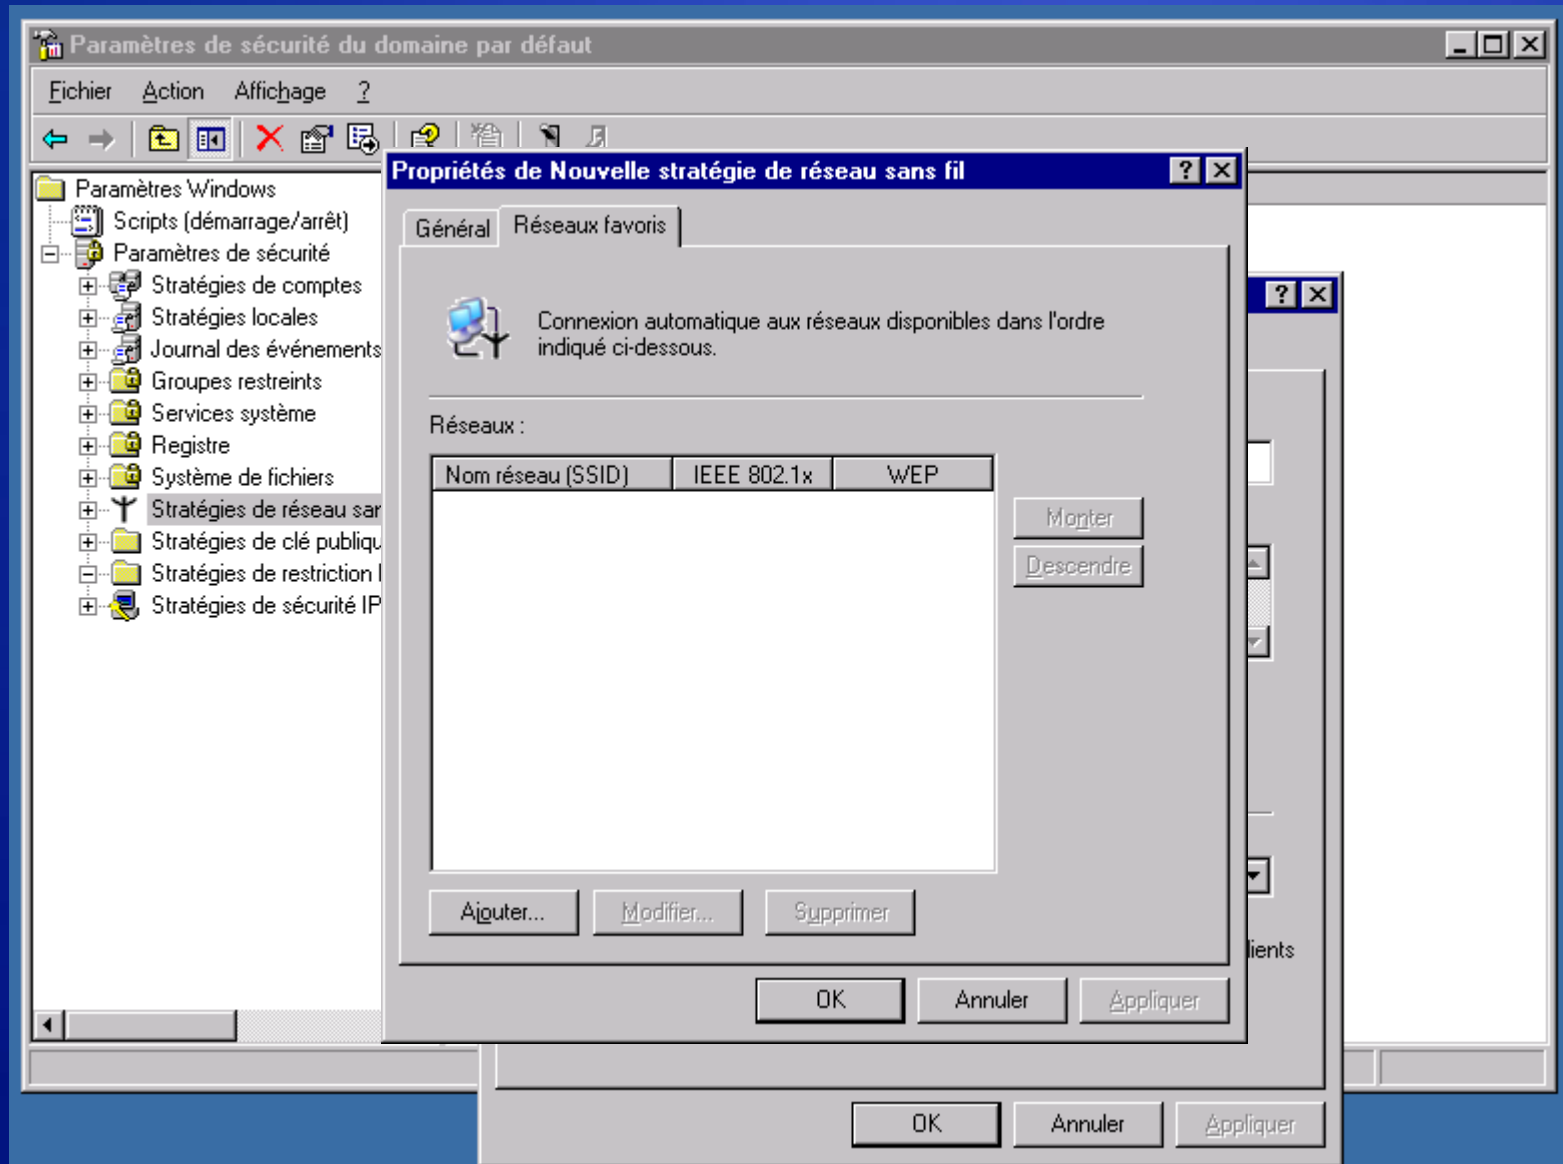 Paramètres de sécurité du domaine par défaut
Fichier Action Affichage ?
Paramètres Windows
Scripts (démarrage/arrêt)
Paramètres de sécurité
Stratégies de comptes
Stratégies locales
Journal des événements
Groupes restreints
Services système
Registre
Système de fichiers
Stratégies de réseau
Stratégies de clé
Stratégies de restriction
Stratégies de sécurité IP
Propriétés de Nouvelle stratégie de réseau sans fil
Général Réseaux favoris
Connexion automatique aux réseaux disponibles dans l'ordre
indiqué ci-dessous.
Réseaux :
Nom réseau (SSID) IEEE 802.1x WEP
Monter
Descendre
Ajouter... Modifier... Supprimer
OK Annuler Appliquer
lients
OK Annuler Appliquer